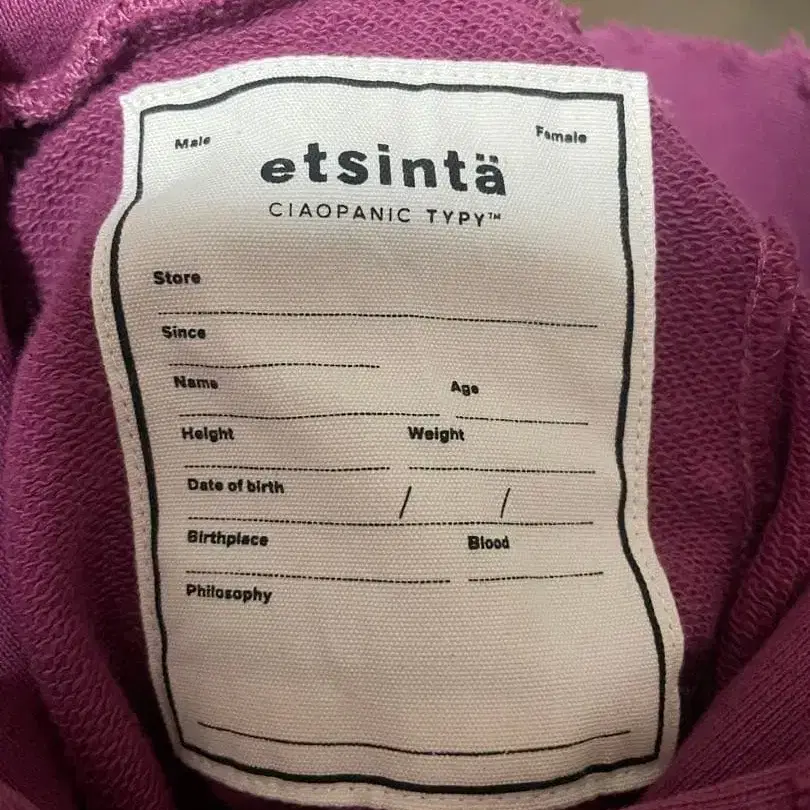 Male Female
etsintä
CIAOPANIC TYPY™
Store
Since
Name Age
Height Weight
Date of birth / /
Birthplace Blood
Philosophy